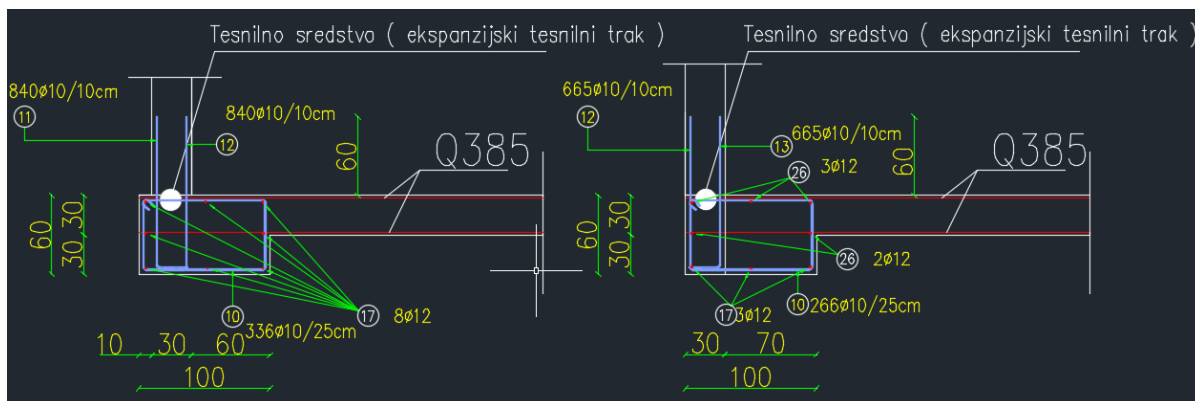 Tesnilno sredstvo ( ekspanzijski tesnilni trak )
840ø10/10cm
11
840ø10/10cm
12
60
Q385
60
30
30
10
336ø10/25cm
17
8ø12
10
30
60
100
Tesnilno sredstvo ( ekspanzijski tesnilni trak )
665ø10/10cm
12
665ø10/10cm
13
3ø12
26
60
Q385
60
30
30
26
2ø12
17
3ø12
10
266ø10/25cm
30
70
100